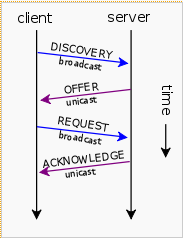 client server
DISCOVERY
broadcast
OFFER
unicast
REQUEST
broadcast
ACKNOWLEDGE
unicast
time